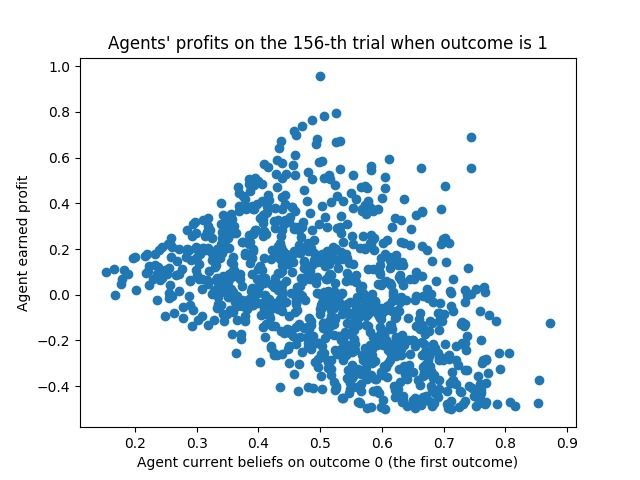 Agents' profits on the 156-th trial when outcome is 1
1.0
0.8
0.6
0.4
0.2
0.0
−0.2
−0.4
Agent earned profit
0.2 0.3 0.4 0.5 0.6 0.7 0.8 0.9
Agent current beliefs on outcome 0 (the first outcome)